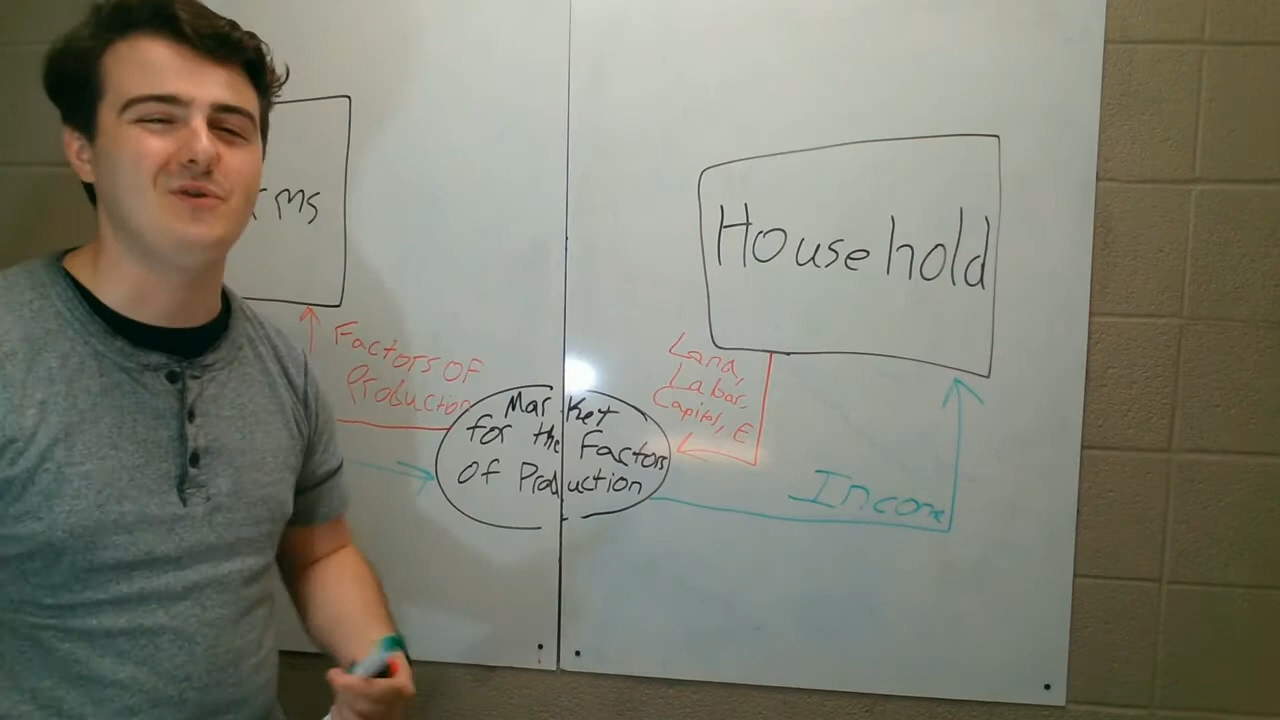 rms
Household
Factors OF
Production
Land,
Labor,
Capital, E
Market
for the Factors
of Production
Income